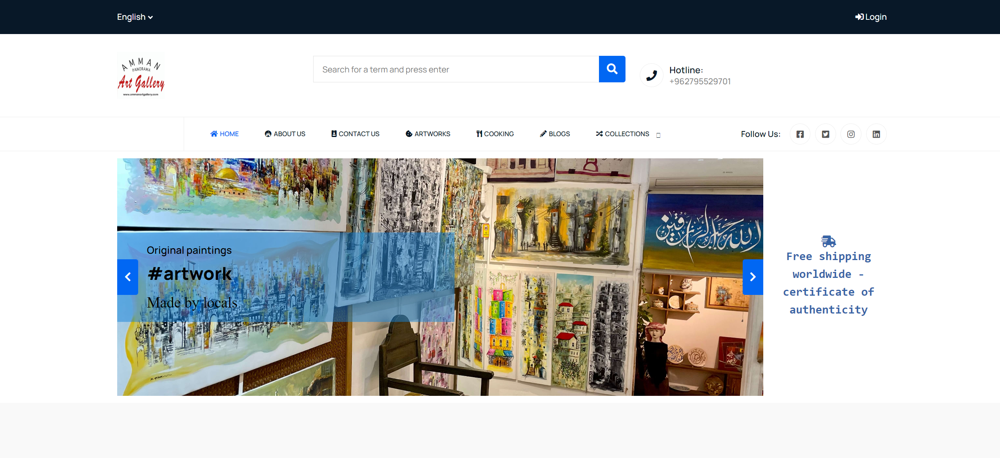 English
Login
AMMAN
PANORAMA
Art Gallery
www.ammanartgallery.com
Search for a term and press enter
Hotline:
+962795529701
HOME
ABOUT US
CONTACT US
ARTWORKS
COOKING
BLOGS
COLLECTIONS
Follow Us:
Original paintings
#artwork
Made by locals
Free shipping
worldwide -
certificate of
authenticity